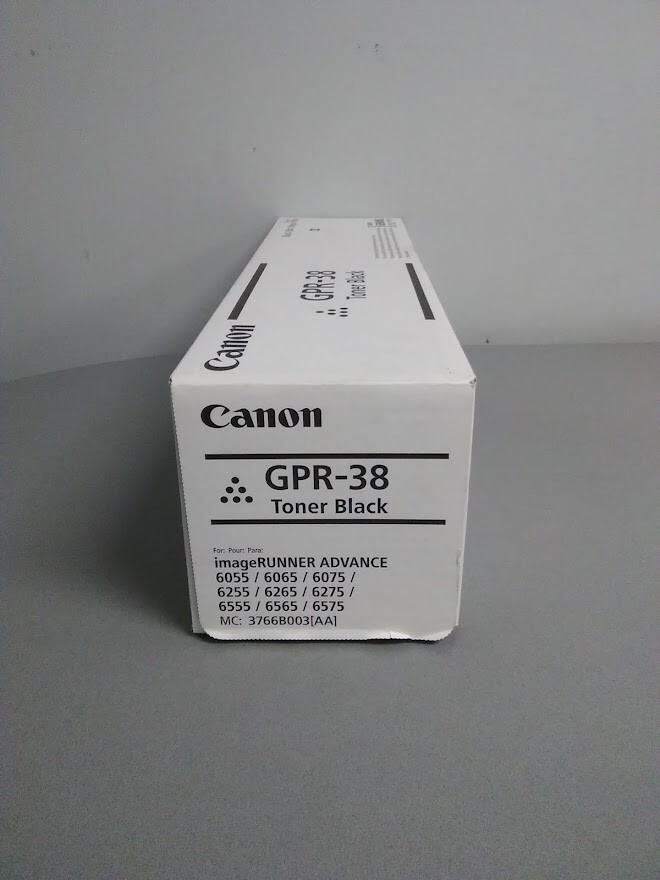 Canon
GPR-38
Toner Black
Canon
GPR-38
Toner Black
For: Pour: Para:
imageRUNNER ADVANCE
6055 / 6065 / 6075 /
6255 / 6265 / 6275 /
6555 / 6565 / 6575
MC: 3766B003[AA]